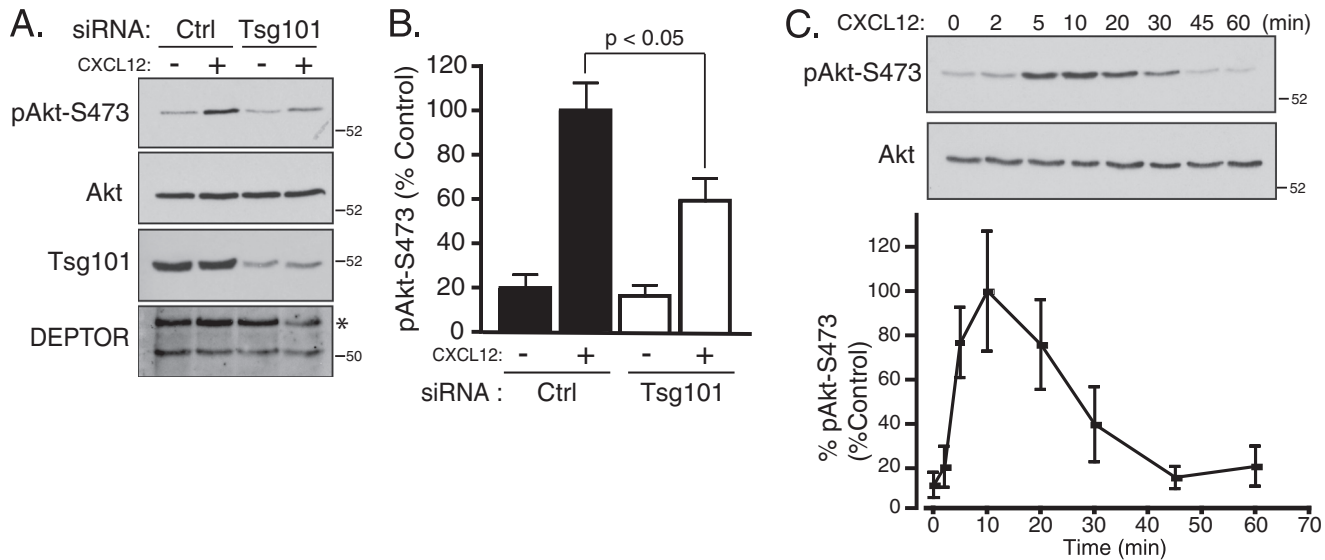 A.
siRNA: Ctrl Tsg101
CXCL12: - + - +
pAkt-S473
–52
Akt
–52
Tsg101
–52
DEPTOR
*
–50
B.
p < 0.05
pAkt-S473 (% Control)
120
100
80
60
40
20
0
CXCL12: - + - +
siRNA : Ctrl Tsg101
C.
CXCL12: 0 2 5 10 20 30 45 60 (min)
pAkt-S473
–52
Akt
–52
% pAkt-S473
(%Control)
120
100
80
60
40
20
0
0 10 20 30 40 50 60 70
Time (min)